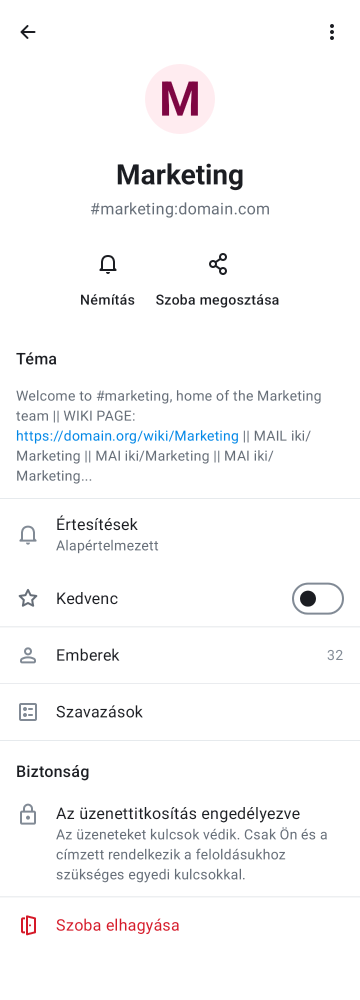 M
Marketing
#marketing:domain.com
Némítás
Szoba megosztása
Téma
Welcome to #marketing, home of the Marketing
team || WIKI PAGE:
https://domain.org/wiki/Marketing || MAIL iki/
Marketing || MAI iki/Marketing || MAI iki/
Marketing...
Értesítések
Alapértelmezett
Kedvenc
Emberek 32
Szavazások
Biztonság
Az üzenettitkosítás engedélyezve
Az üzeneteket kulcsok védik. Csak Ön és a
címzett rendelkezik a feloldásukhoz
szükséges egyedi kulcsokkal.
Szoba elhagyása